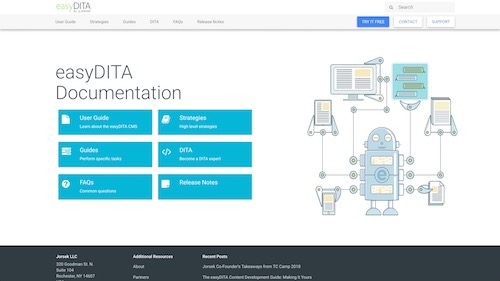 easyDITA
Search
User Guide Strategies Guides DITA FAQs Release Notes
TRY IT FREE CONTACT SUPPORT
easyDITA
Documentation
User Guide
Learn about the easyDITA CMS
Strategies
High level strategies
Guides
Perform specific tasks
DITA
Become a DITA expert
FAQs
Common questions
Release Notes
Jorsek LLC
320 Goodman St. N.
Suite 104
Rochester, NY 14607
Additional Resources
About
Partners
Recent Posts
Jorsek Co-Founder's Takeaways from TC Camp 2018
The easyDITA Content Development Guide: Making It Yours